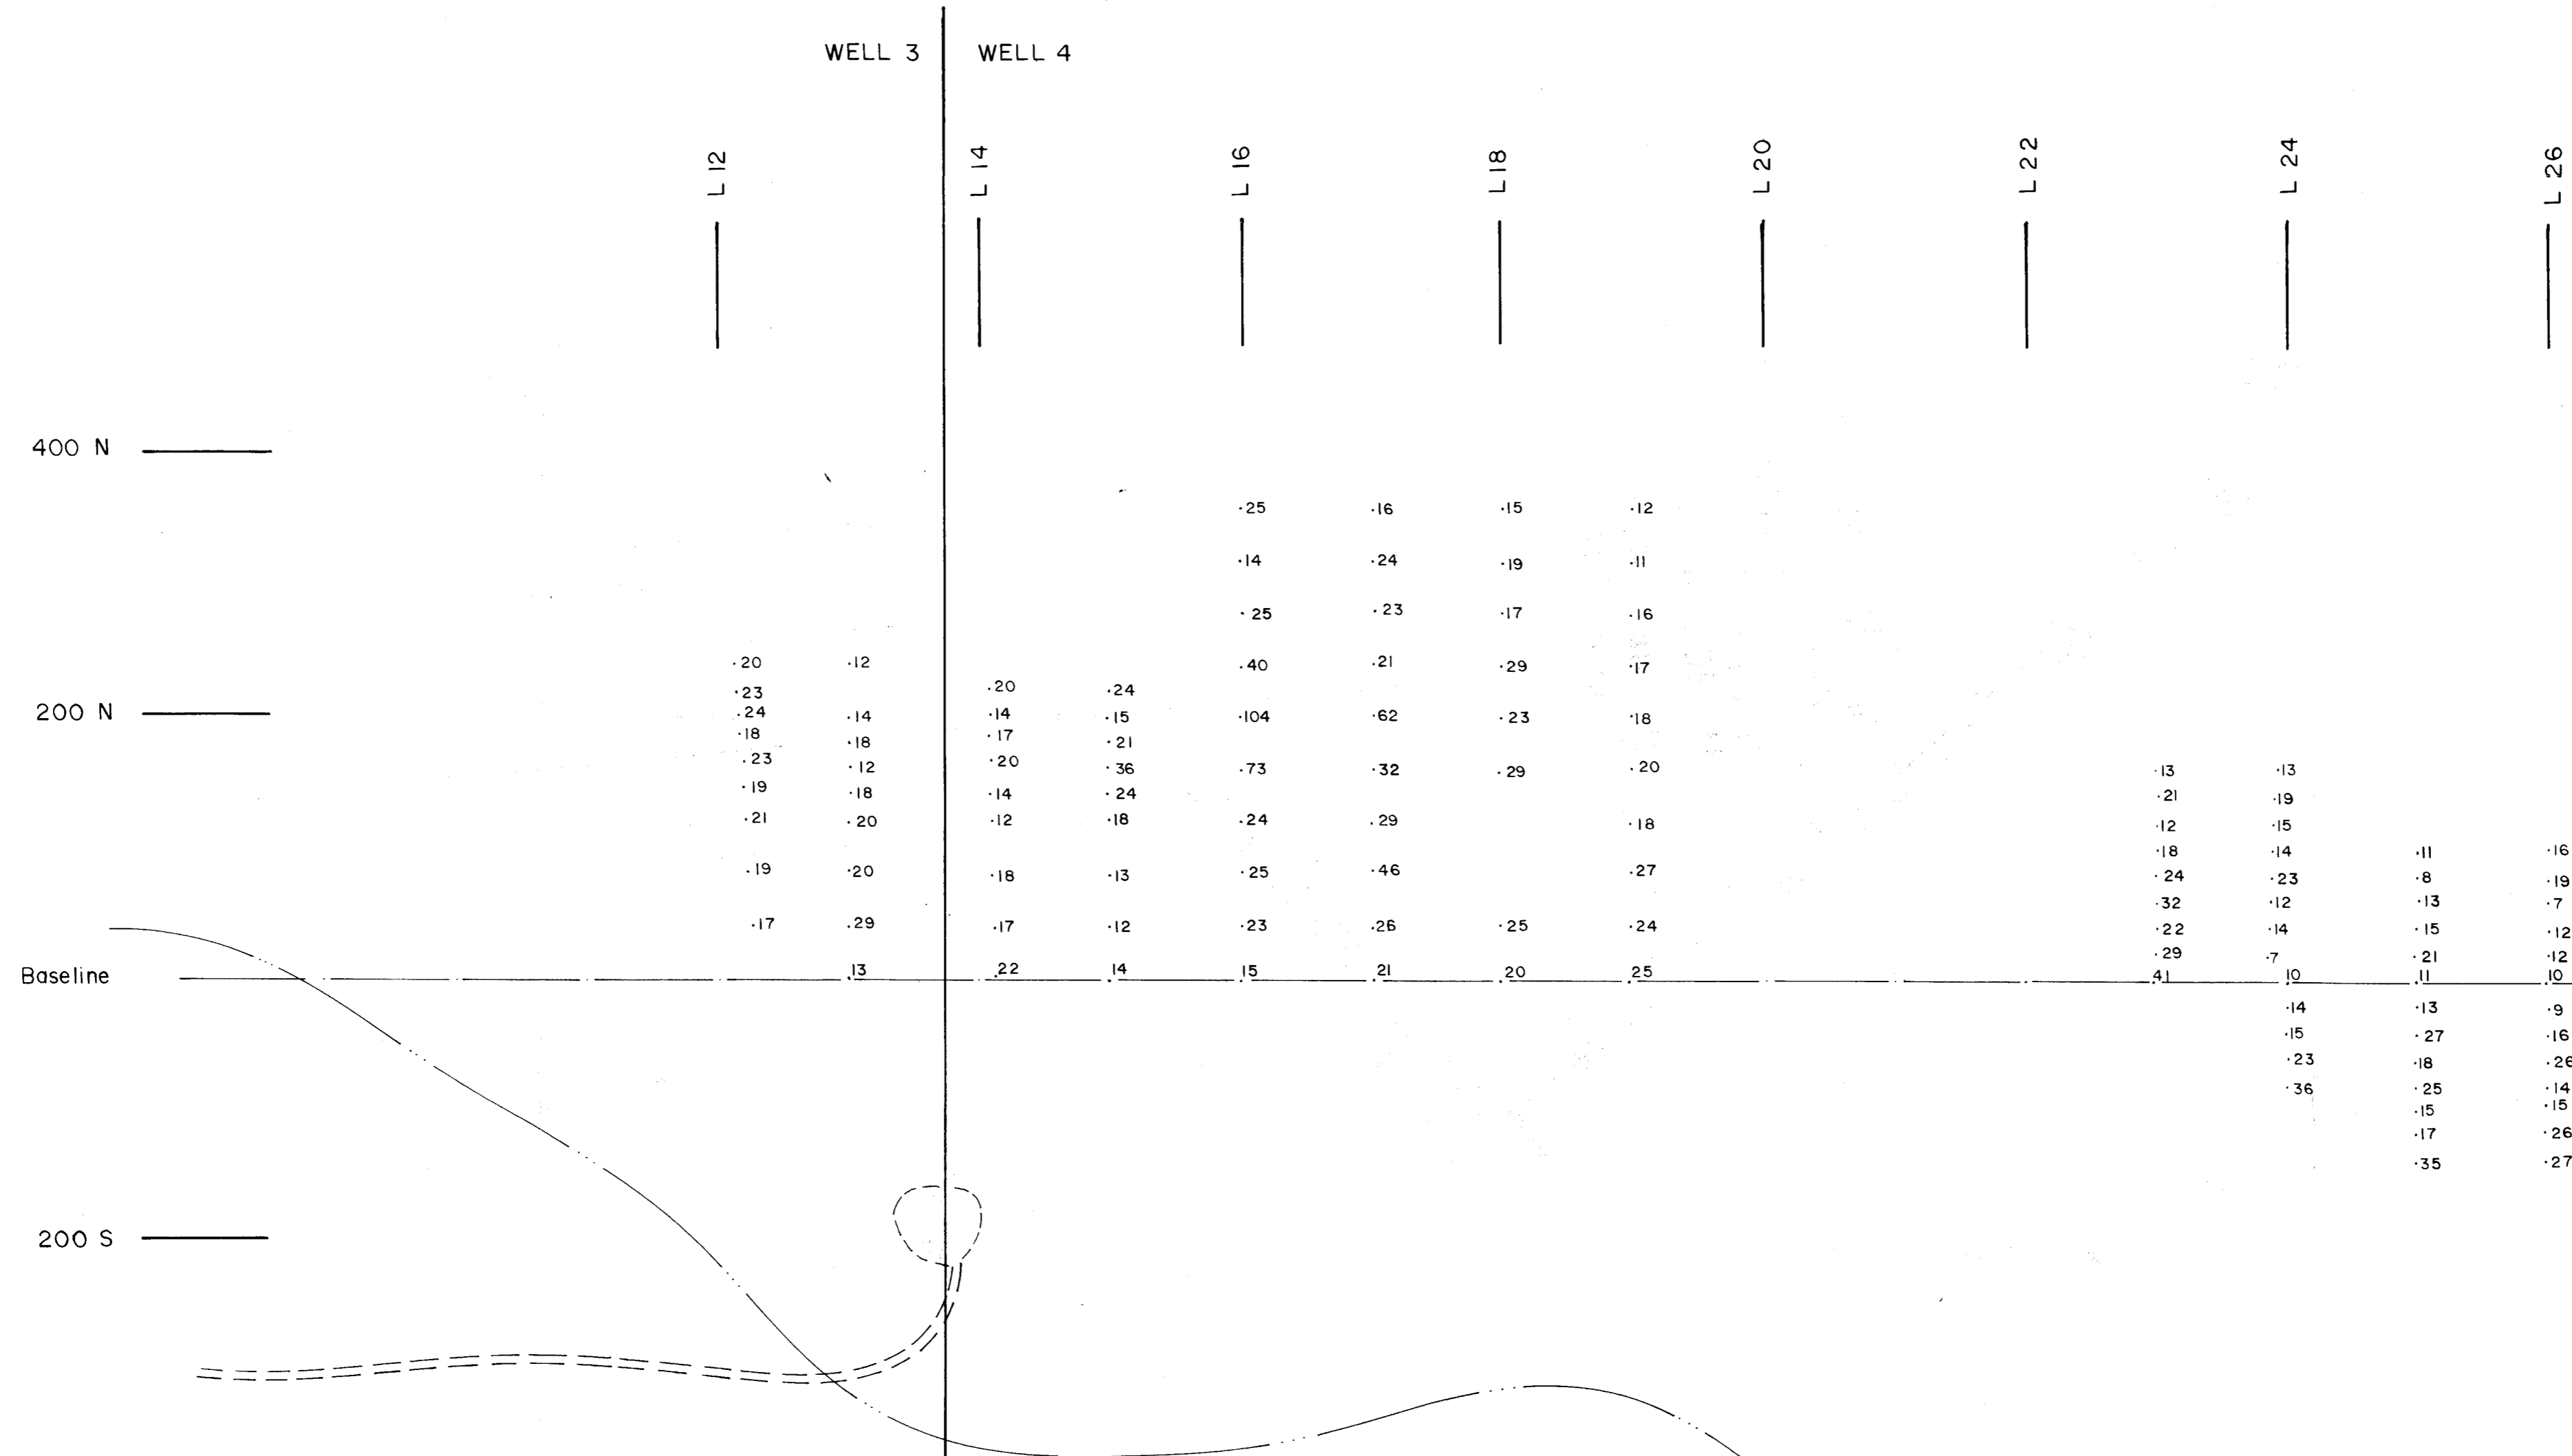 WELL 3 WELL 4
L 12 L 14 L 16 L 18 L 20 L 22 L 24 L 26
400 N
.25 .16 .15 .12
.14 .24 .19 .11
.25 .23 .17 .16
.20 .12 .40 .21 .29 .17
.23 .20 .24
200 N .24 .14 .14 .15 .104 .62 .23 .18
.18 .18 .17 .21
.23 .12 .20 .36 .73 .32 .29 .20 .13 .13
.19 .18 .14 .24 .21 .19
.21 .20 .12 .18 .24 .29 .18 .12 .15
.18 .14 .11 .16
.19 .20 .18 .13 .25 .46 .27 .24 .23 .8 .19
.32 .12 .13 .7
.17 .29 .17 .12 .23 .26 .25 .24 .22 .14 .15 .12
.29 .7 .21 .12
Baseline 13 22 14 15 21 20 25 41 10 11 10
.14 .13 .9
.15 .27 .16
.23 .18 .26
.36 .25 .14
.15 .15
.17 .26
.35 .27
200 S